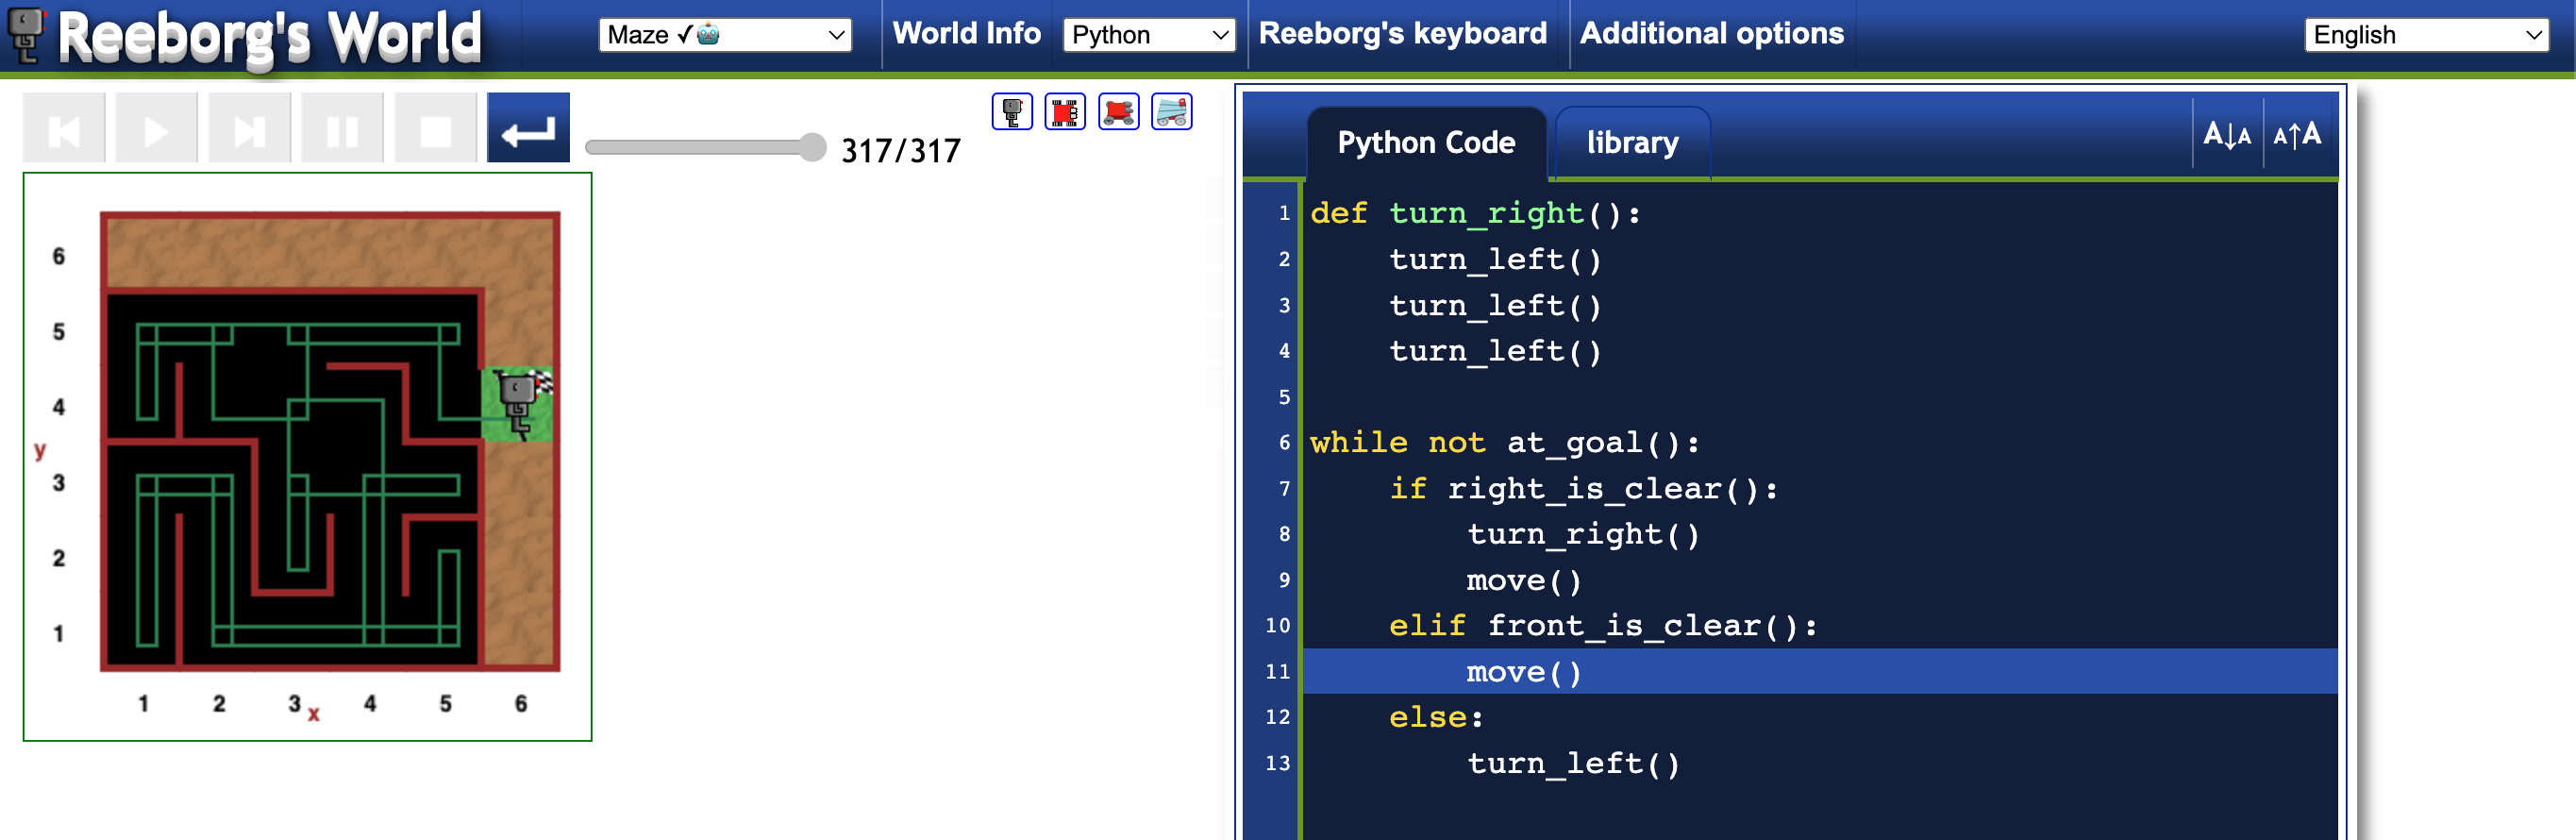 Reeborg's World
Maze ✓🤖
World Info
Python
Reeborg's keyboard
Additional options
English
317/317
Python Code
library
A↓A
A↑A
6
5
4
y
3
2
1
1 2 3 x 4 5 6
1 def turn_right():
2     turn_left()
3     turn_left()
4     turn_left()
5
6 while not at_goal():
7     if right_is_clear():
8         turn_right()
9         move()
10     elif front_is_clear():
11         move()
12     else:
13         turn_left()